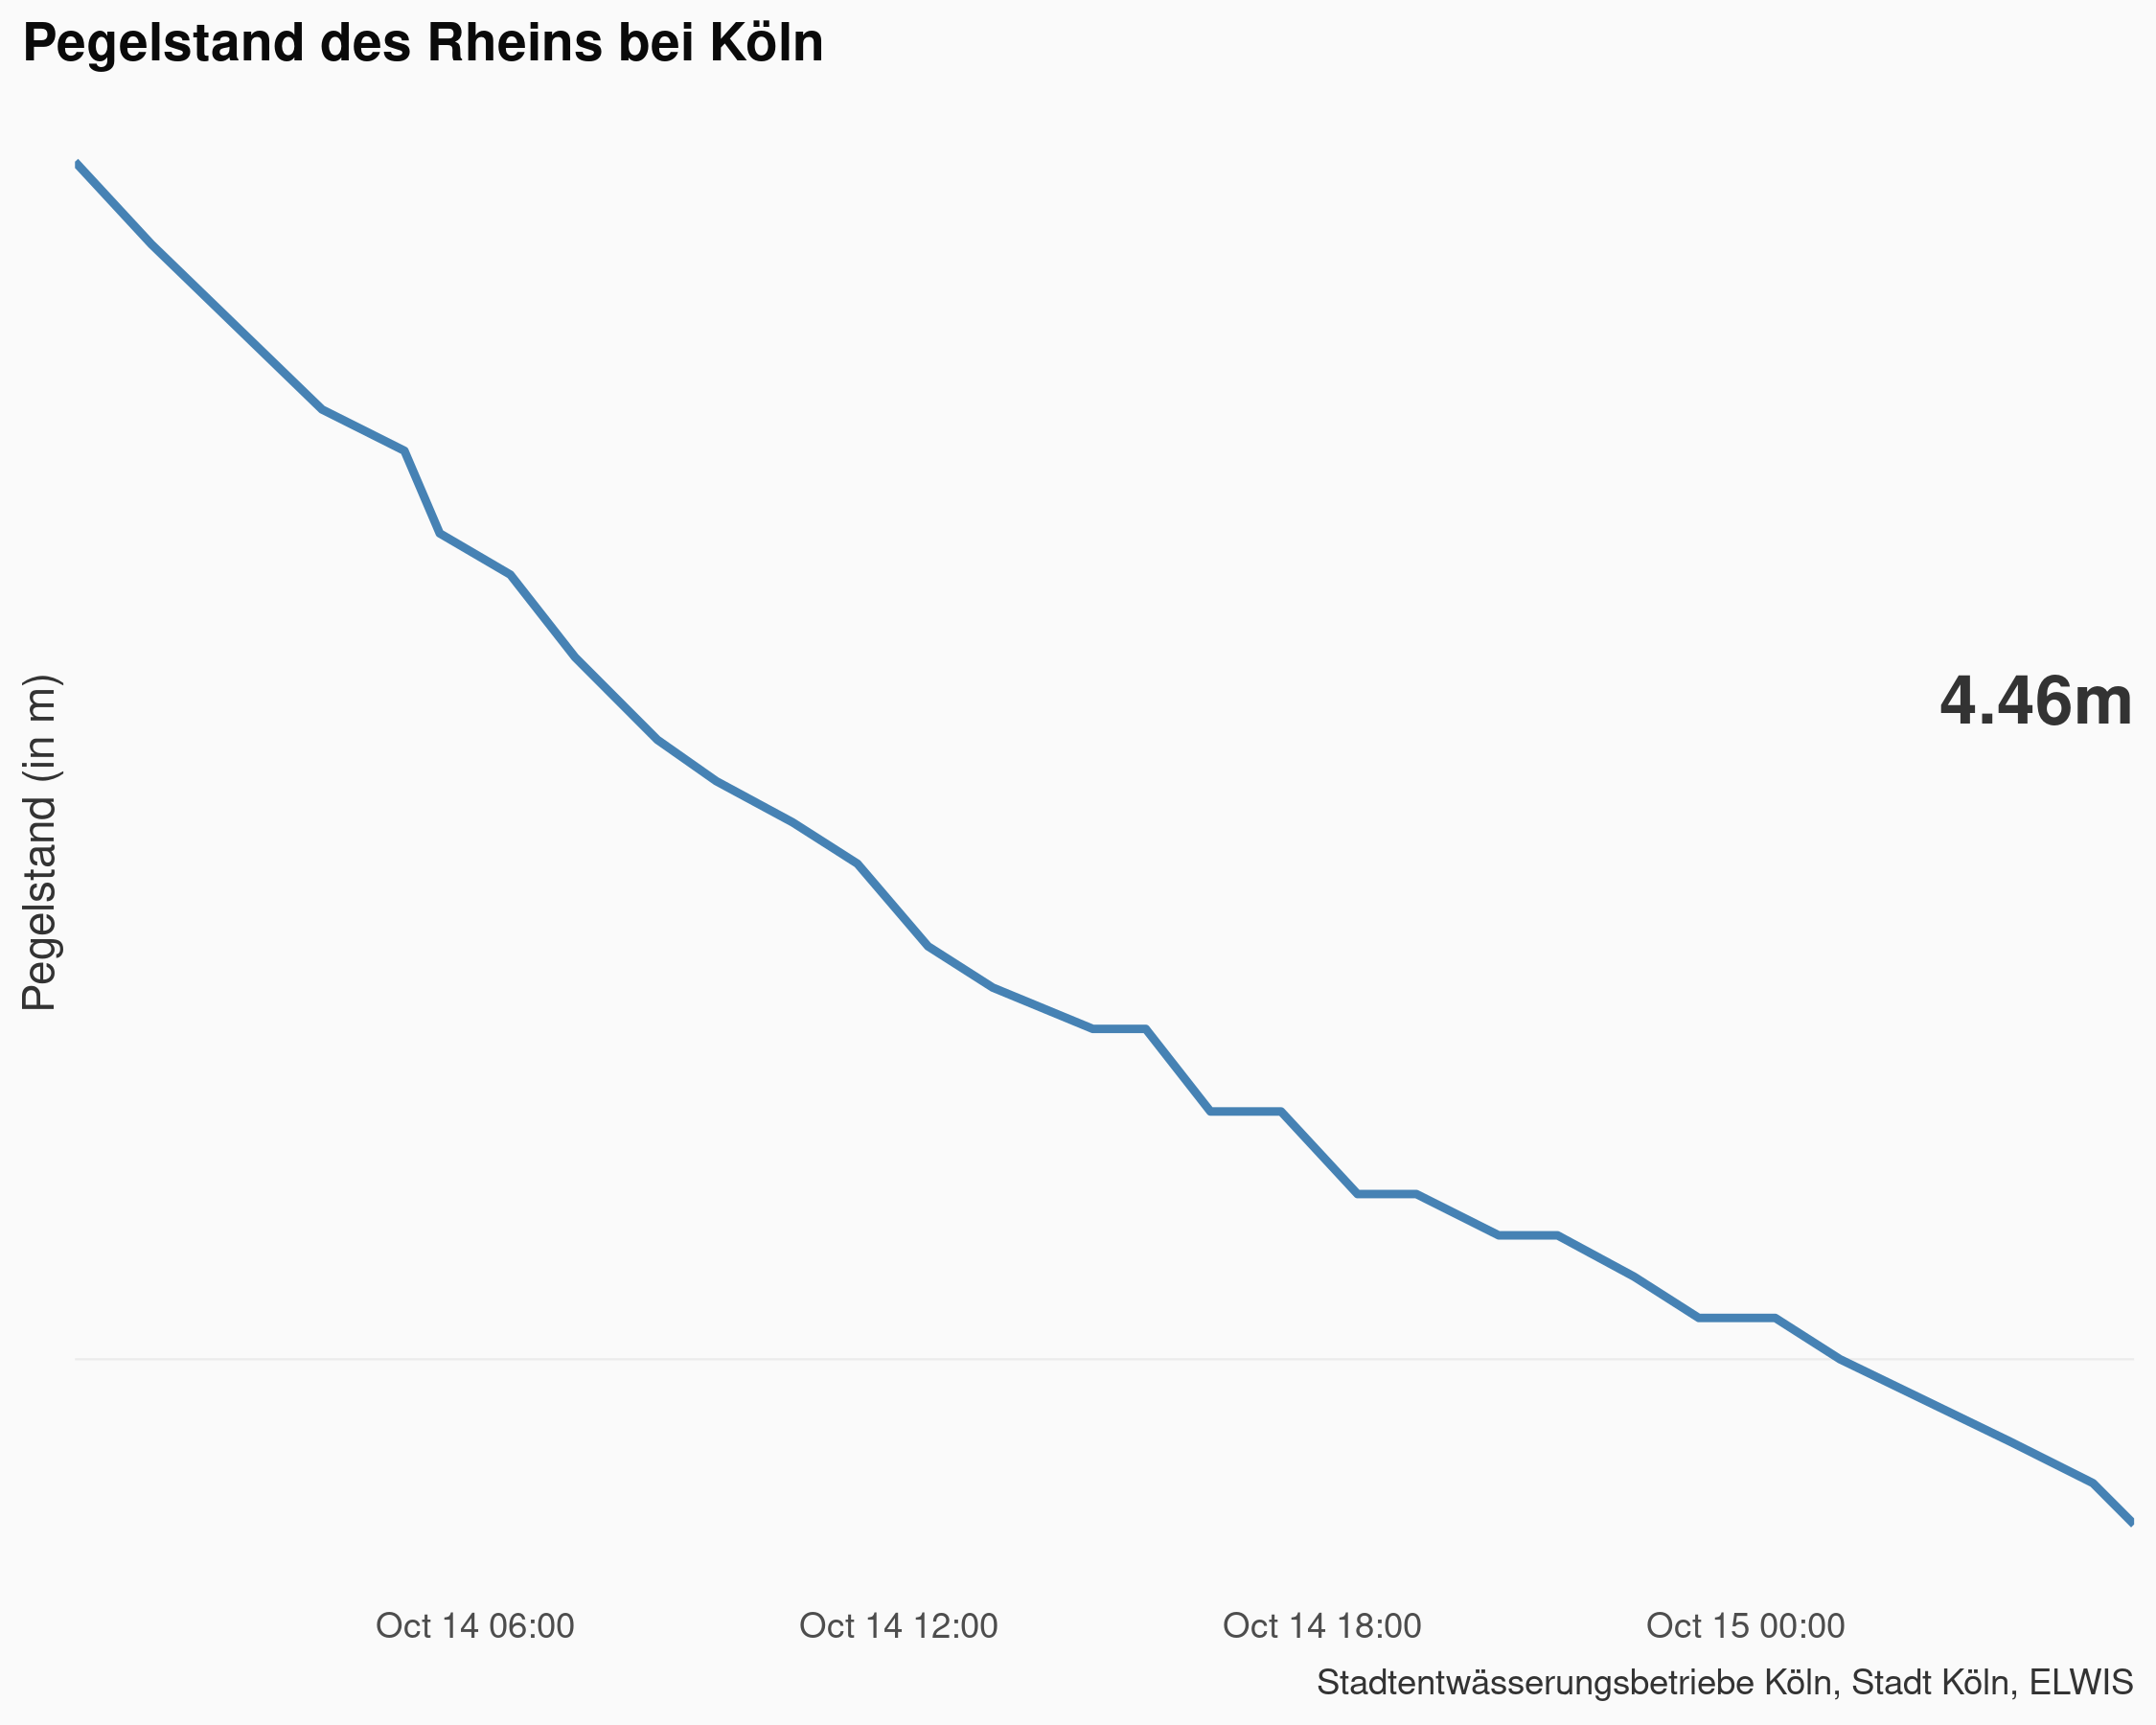 Pegelstand des Rheins bei Köln
Pegelstand (in m)
4.46m
Oct 14 06:00 Oct 14 12:00 Oct 14 18:00 Oct 15 00:00
Stadtentwässerungsbetriebe Köln, Stadt Köln, ELWIS